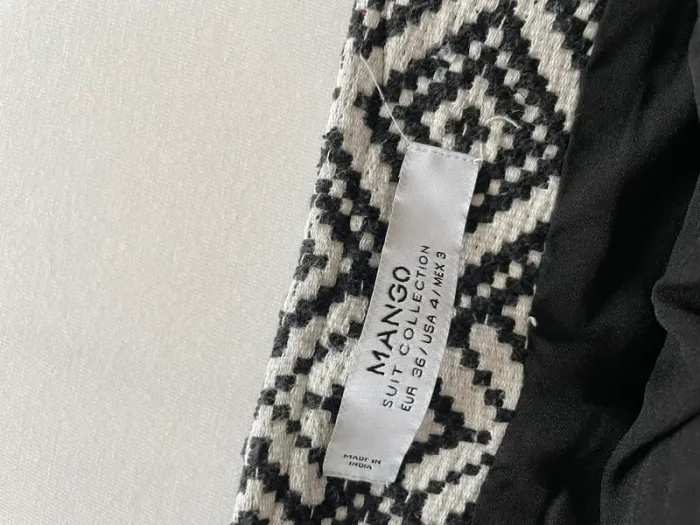 MANGO
SUIT COLLECTION
EUR 36/USA 4/MEX 3
MADE IN
INDIA